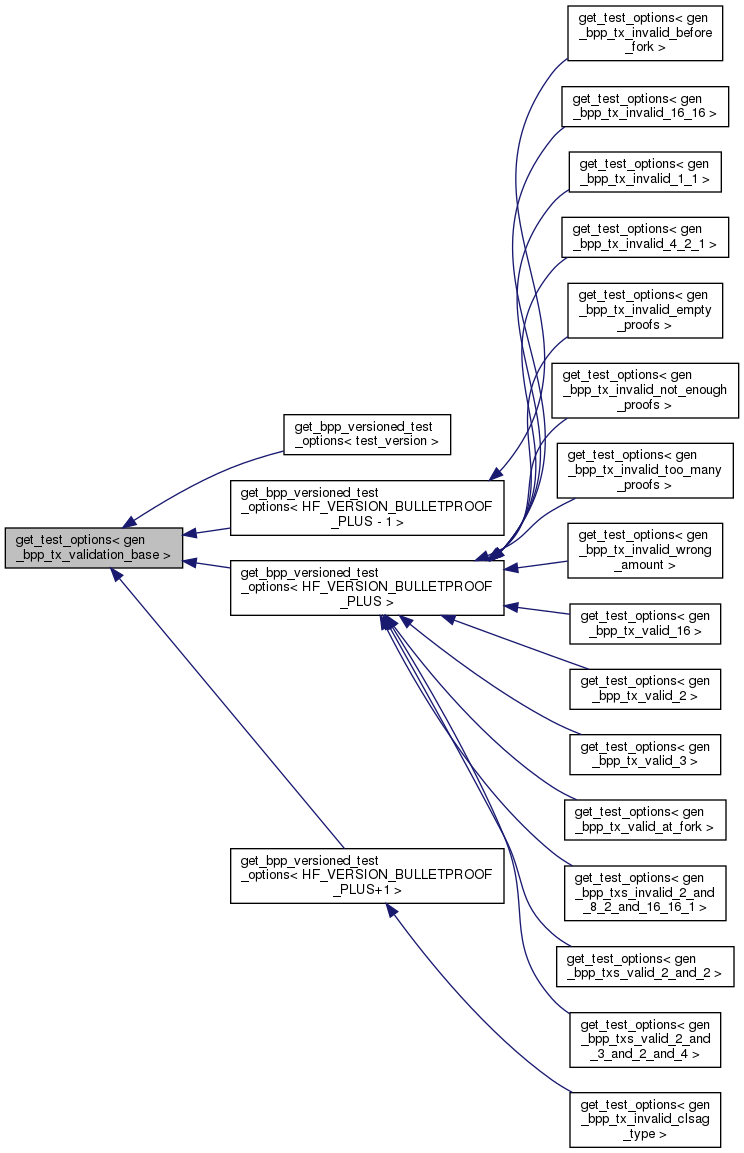 get_test_options< gen
_bpp_tx_invalid_before
_fork >
get_test_options< gen
_bpp_tx_invalid_16_16 >
get_test_options< gen
_bpp_tx_invalid_1_1 >
get_test_options< gen
_bpp_tx_invalid_4_2_1 >
get_test_options< gen
_bpp_tx_invalid_empty
_proofs >
get_test_options< gen
_bpp_tx_invalid_not_enough
_proofs >
get_bpp_versioned_test
_options< test_version >
get_test_options< gen
_bpp_tx_invalid_too_many
_proofs >
get_bpp_versioned_test
_options< HF_VERSION_BULLETPROOF
_PLUS - 1 >
get_test_options< gen
_bpp_tx_validation_base >
get_test_options< gen
_bpp_tx_invalid_wrong
_amount >
get_bpp_versioned_test
_options< HF_VERSION_BULLETPROOF
_PLUS >
get_test_options< gen
_bpp_tx_valid_16 >
get_test_options< gen
_bpp_tx_valid_2 >
get_test_options< gen
_bpp_tx_valid_3 >
get_test_options< gen
_bpp_tx_valid_at_fork >
get_bpp_versioned_test
_options< HF_VERSION_BULLETPROOF
_PLUS+1 >
get_test_options< gen
_bpp_txs_invalid_2_and
_8_2_and_16_16_1 >
get_test_options< gen
_bpp_txs_valid_2_and_2 >
get_test_options< gen
_bpp_txs_valid_2_and
_3_and_2_and_4 >
get_test_options< gen
_bpp_tx_invalid_clsag
_type >